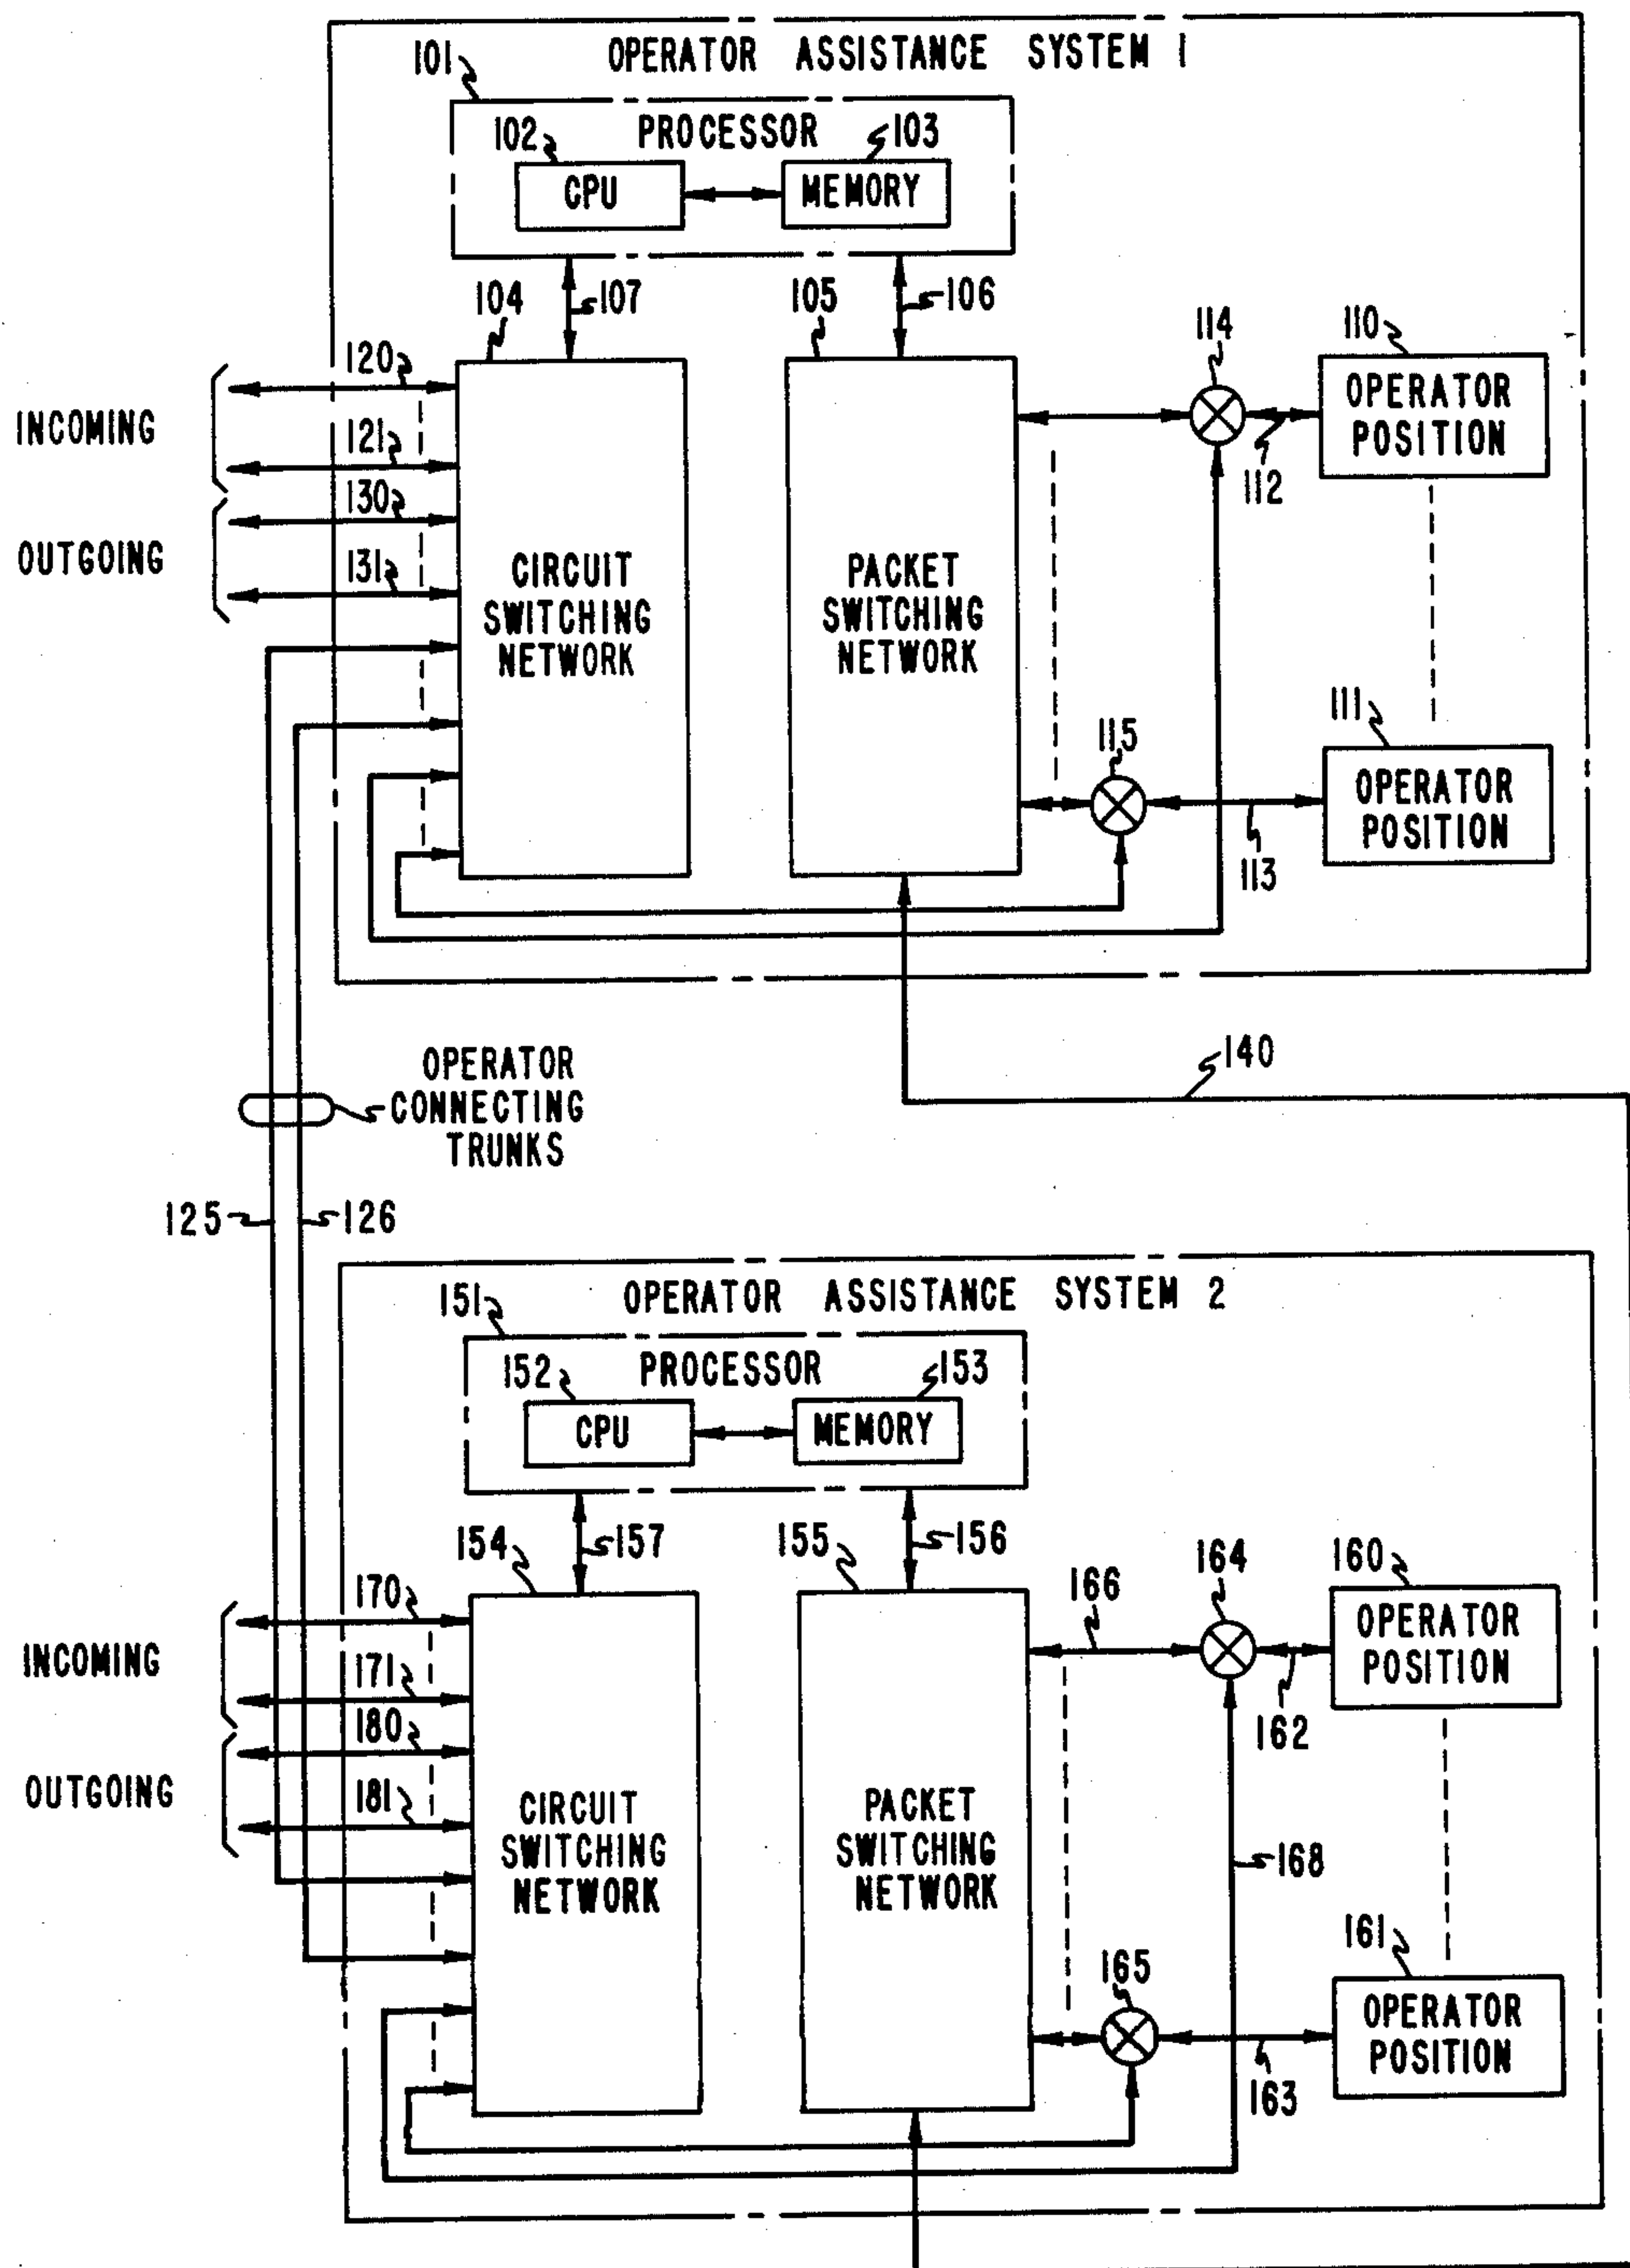 OPERATOR ASSISTANCE SYSTEM 1
101
PROCESSOR
102
103
CPU
MEMORY
104
107
105
106
114
110
120
INCOMING
121
OPERATOR
POSITION
112
130
OUTGOING
131
CIRCUIT
SWITCHING
NETWORK
PACKET
SWITCHING
NETWORK
111
115
OPERATOR
POSITION
113
OPERATOR
CONNECTING
TRUNKS
140
125
126
OPERATOR ASSISTANCE SYSTEM 2
151
PROCESSOR
152
153
CPU
MEMORY
154
157
155
156
166
164
160
170
INCOMING
171
OPERATOR
POSITION
162
180
OUTGOING
181
CIRCUIT
SWITCHING
NETWORK
PACKET
SWITCHING
NETWORK
168
161
165
OPERATOR
POSITION
163